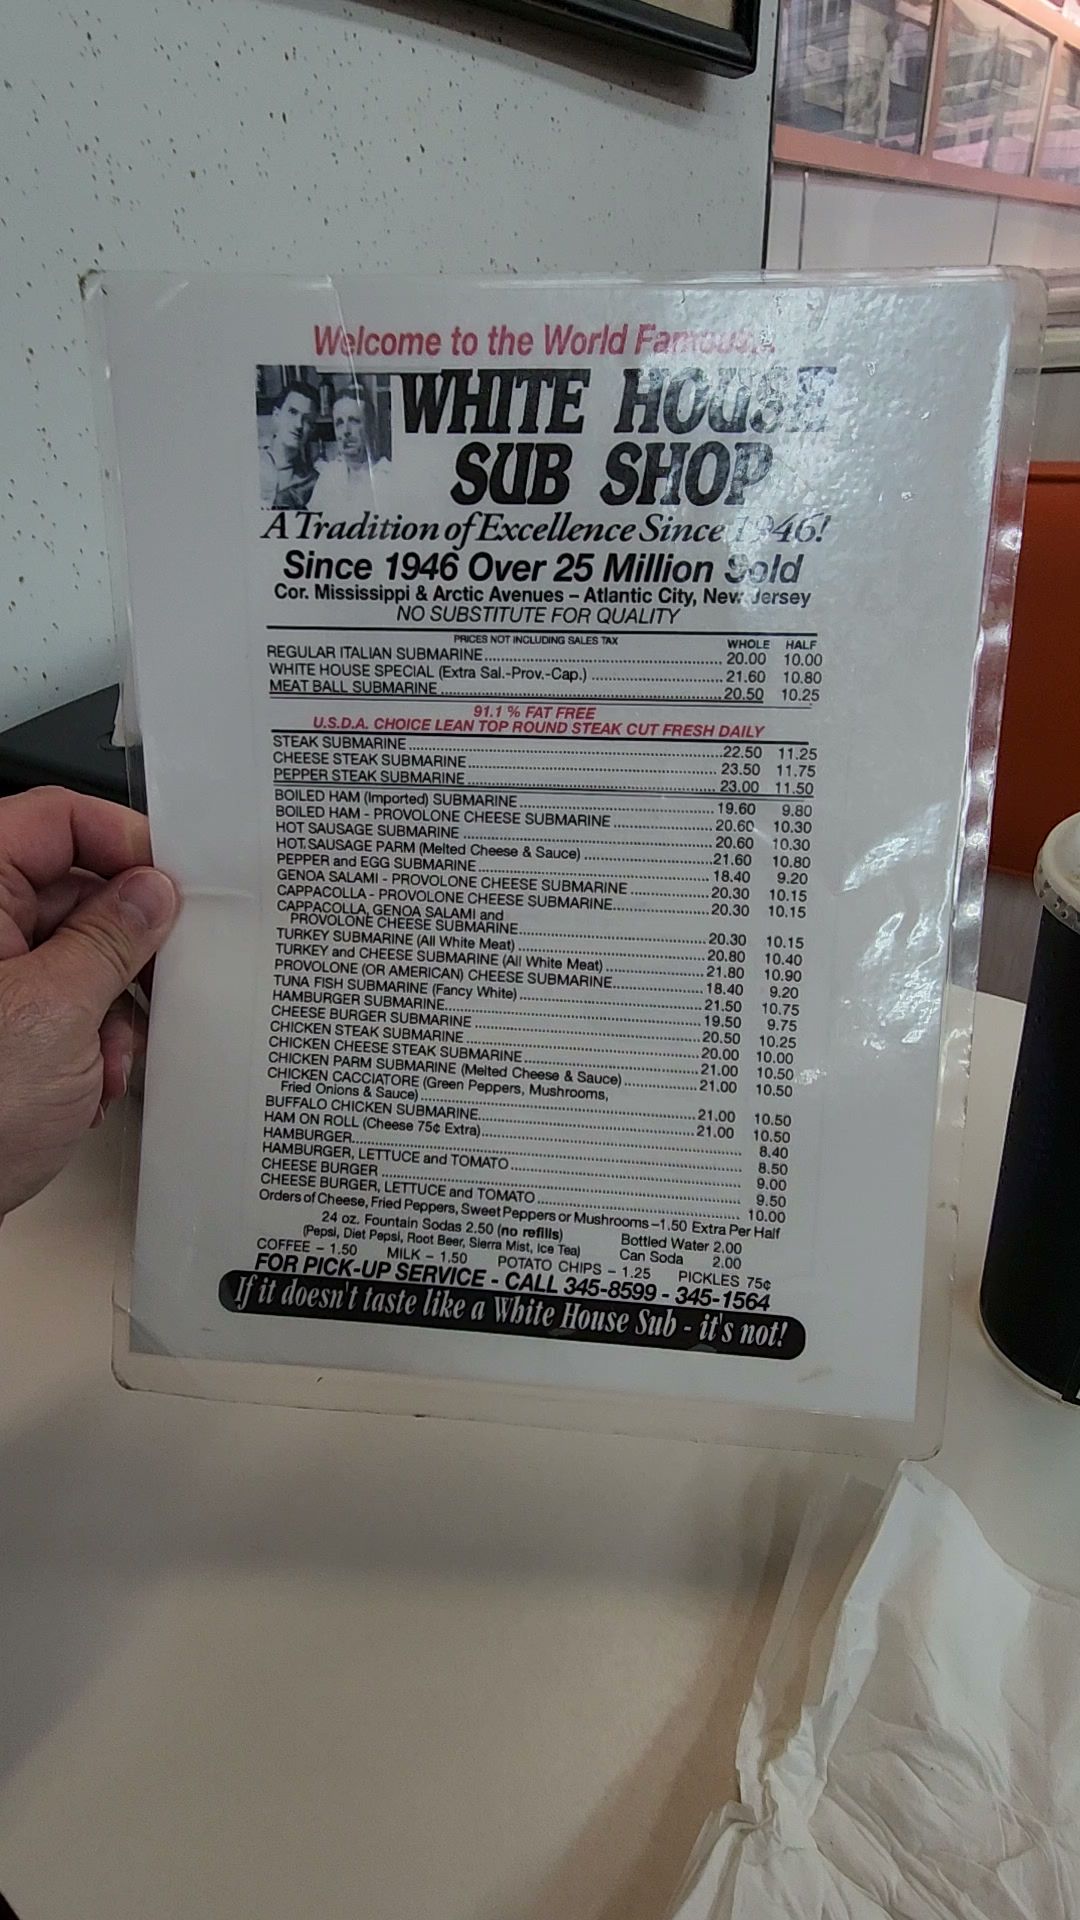 Welcome to the World Famous...
WHITE HOUSE
SUB SHOP
A Tradition of Excellence Since 1946!
Since 1946 Over 25 Million Sold
Cor. Mississippi & Arctic Avenues – Atlantic City, New Jersey
NO SUBSTITUTE FOR QUALITY
PRICES NOT INCLUDING SALES TAX WHOLE HALF
REGULAR ITALIAN SUBMARINE 20.00 10.00
WHITE HOUSE SPECIAL (Extra Sal.-Prov.-Cap.) 21.60 10.80
MEAT BALL SUBMARINE 20.50 10.25
91.1 % FAT FREE
U.S.D.A. CHOICE LEAN TOP ROUND STEAK CUT FRESH DAILY
STEAK SUBMARINE 22.50 11.25
CHEESE STEAK SUBMARINE 23.50 11.75
PEPPER STEAK SUBMARINE 23.00 11.50
BOILED HAM (Imported) SUBMARINE 19.60 9.80
BOILED HAM - PROVOLONE CHEESE SUBMARINE 20.60 10.30
HOT SAUSAGE SUBMARINE 20.60 10.30
HOT SAUSAGE PARM (Melted Cheese & Sauce) 21.60 10.80
PEPPER and EGG SUBMARINE 18.40 9.20
GENOA SALAMI - PROVOLONE CHEESE SUBMARINE 20.30 10.15
CAPPACOLLA - PROVOLONE CHEESE SUBMARINE 20.30 10.15
CAPPACOLLA, GENOA SALAMI and
PROVOLONE CHEESE SUBMARINE 20.30 10.15
TURKEY SUBMARINE (All White Meat) 20.80 10.40
TURKEY and CHEESE SUBMARINE (All White Meat) 21.80 10.90
PROVOLONE (OR AMERICAN) CHEESE SUBMARINE 18.40 9.20
TUNA FISH SUBMARINE (Fancy White) 21.50 10.75
HAMBURGER SUBMARINE 19.50 9.75
CHEESE BURGER SUBMARINE 20.50 10.25
CHICKEN STEAK SUBMARINE 20.00 10.00
CHICKEN CHEESE STEAK SUBMARINE 21.00 10.50
CHICKEN PARM SUBMARINE (Melted Cheese & Sauce) 21.00 10.50
CHICKEN CACCIATORE (Green Peppers, Mushrooms,
Fried Onions & Sauce) 21.00 10.50
BUFFALO CHICKEN SUBMARINE 21.00 10.50
HAM ON ROLL (Cheese 75¢ Extra) 8.40
HAMBURGER 8.50
HAMBURGER, LETTUCE and TOMATO 9.00
CHEESE BURGER 9.50
CHEESE BURGER, LETTUCE and TOMATO 10.00
Orders of Cheese, Fried Peppers, Sweet Peppers or Mushrooms – 1.50 Extra Per Half
24 oz. Fountain Sodas 2.50 (no refills) Bottled Water 2.00
(Pepsi, Diet Pepsi, Root Beer, Sierra Mist, Ice Tea) Can Soda 2.00
COFFEE – 1.50 MILK – 1.50 POTATO CHIPS – 1.25 PICKLES 75¢
FOR PICK-UP SERVICE - CALL 345-8599 - 345-1564
If it doesn't taste like a White House Sub - it's not!